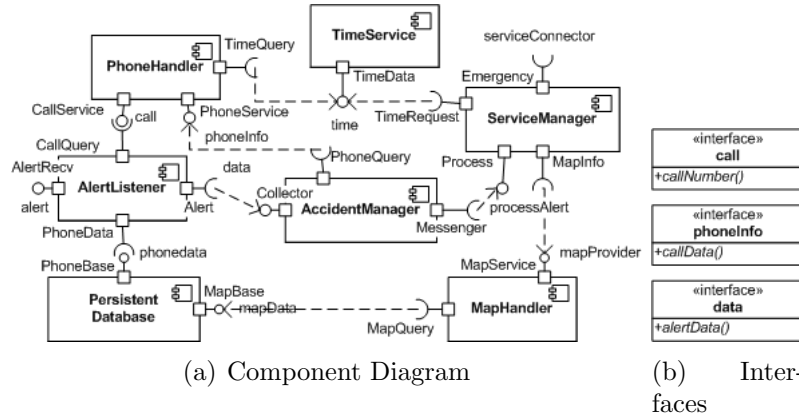 TimeQuery
TimeService
serviceConnector
PhoneHandler
TimeData
Emergency
CallService
call
PhoneService
phoneInfo
time
TimeRequest
ServiceManager
CallQuery
AlertRecv
data
PhoneQuery
Process
MapInfo
AlertListener
Collector
alert
Alert
AccidentManager
Messenger
processAlert
PhoneData
phonedata
mapProvider
PhoneBase
MapService
Persistent
Database
MapBase
mapData
MapQuery
MapHandler
«interface»
call
+callNumber()
«interface»
phoneInfo
+callData()
«interface»
data
+alertData()
(a) Component Diagram
(b) Inter-
faces